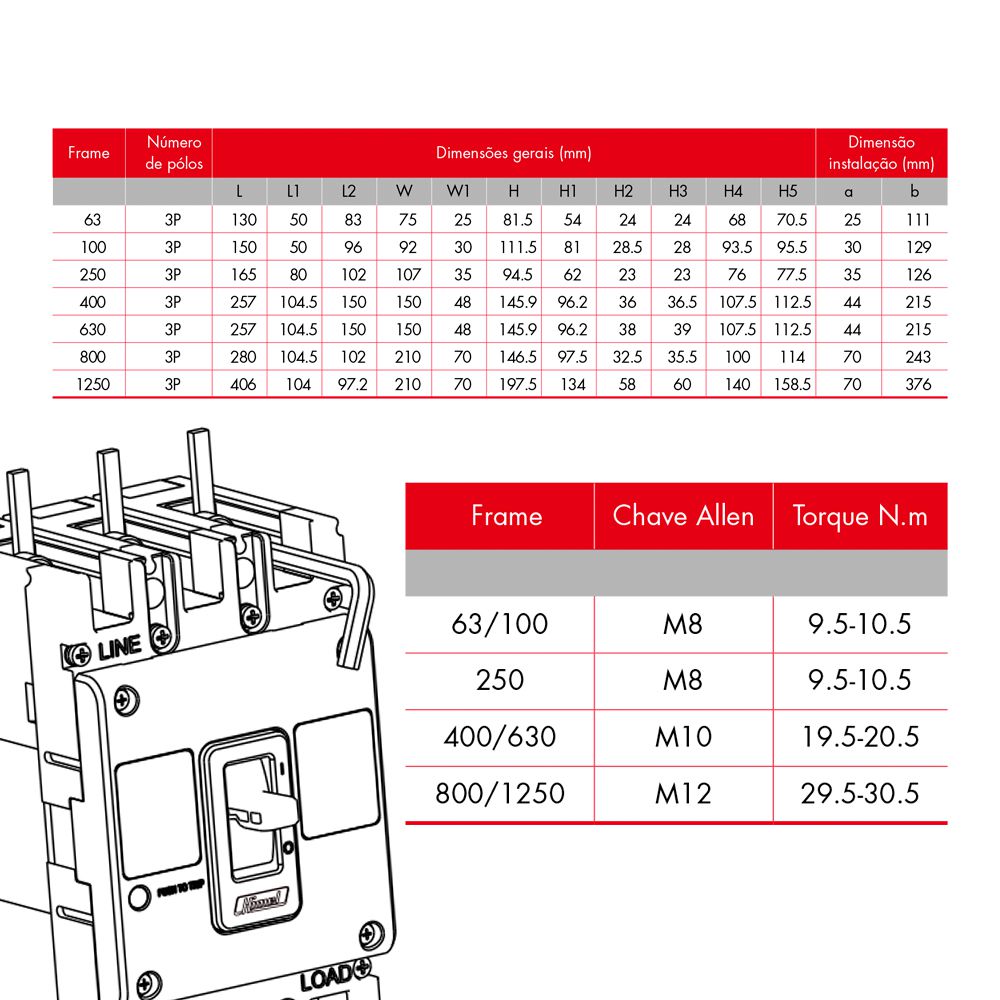 Frame Número de pólos Dimensões gerais (mm) Dimensão instalação (mm)
L L1 L2 W W1 H H1 H2 H3 H4 H5 a b
63 3P 130 50 83 75 25 81.5 54 24 24 68 70.5 25 111
100 3P 150 50 96 92 30 111.5 81 28.5 28 93.5 95.5 30 129
250 3P 165 80 102 107 35 94.5 62 23 23 76 77.5 35 126
400 3P 257 104.5 150 150 48 145.9 96.2 36 36.5 107.5 112.5 44 215
630 3P 257 104.5 150 150 48 145.9 96.2 38 39 107.5 112.5 44 215
800 3P 280 104.5 102 210 70 146.5 97.5 32.5 35.5 100 114 70 243
1250 3P 406 104 97.2 210 70 197.5 134 58 60 140 158.5 70 376
Frame Chave Allen Torque N.m
63/100 M8 9.5-10.5
250 M8 9.5-10.5
400/630 M10 19.5-20.5
800/1250 M12 29.5-30.5
LINE
I
O
PUSH TO TRIP
Himel
LOAD